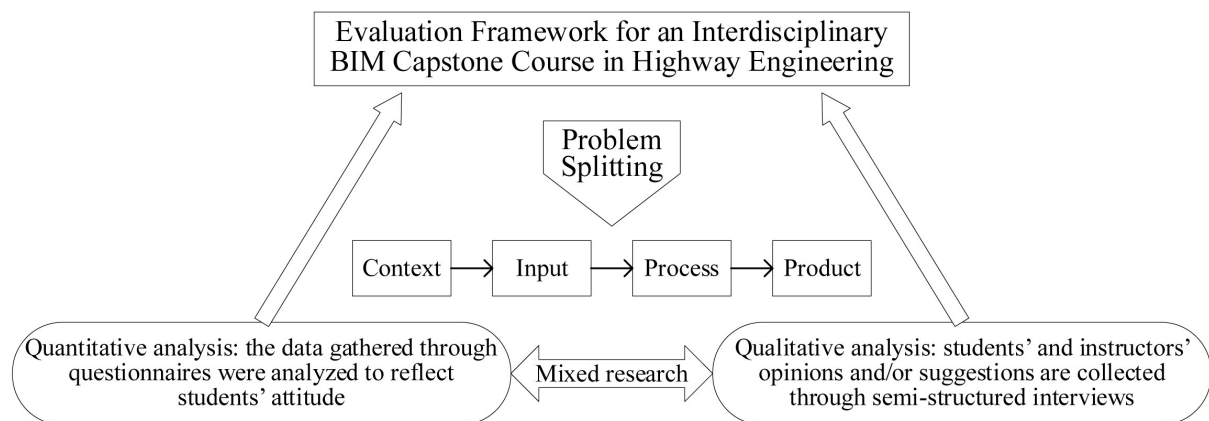 Evaluation Framework for an Interdisciplinary
BIM Capstone Course in Highway Engineering
Problem
Splitting
Context
Input
Process
Product
Quantitative analysis: the data gathered through
questionnaires were analyzed to reflect
students’ attitude
Mixed research
Qualitative analysis: students’ and instructors’
opinions and/or suggestions are collected
through semi-structured interviews